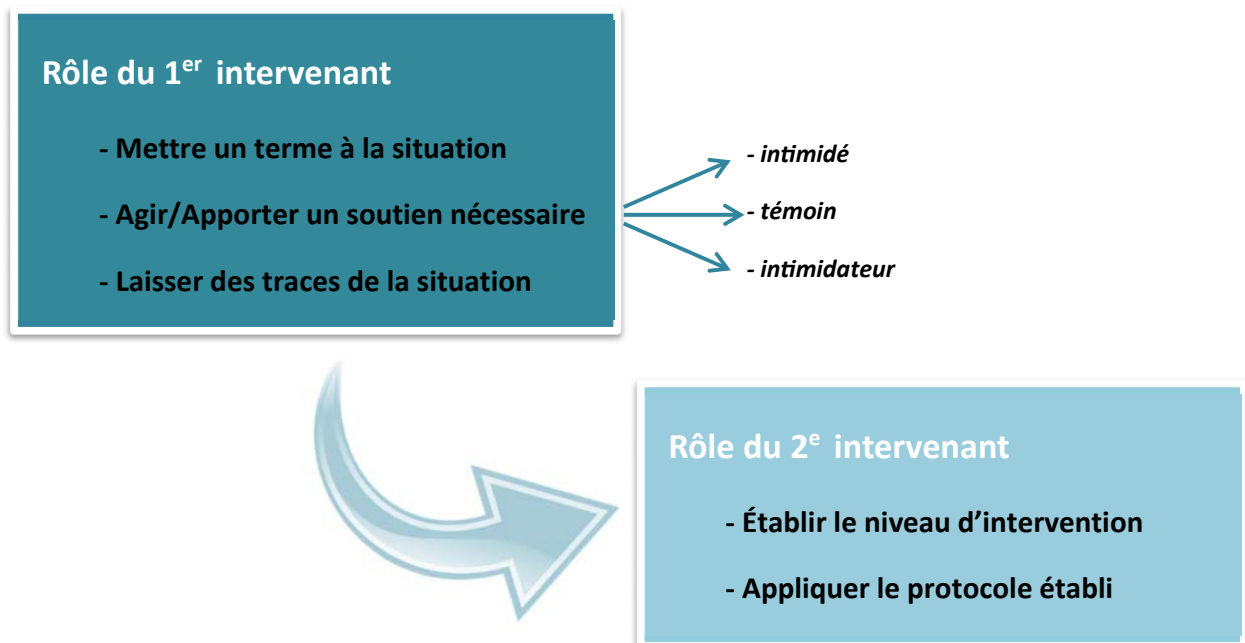 Rôle du 1er intervenant
- Mettre un terme à la situation
- Agir/Apporter un soutien nécessaire
- Laisser des traces de la situation
- intimidé
- témoin
- intimidateur
Rôle du 2e intervenant
- Établir le niveau d’intervention
- Appliquer le protocole établi